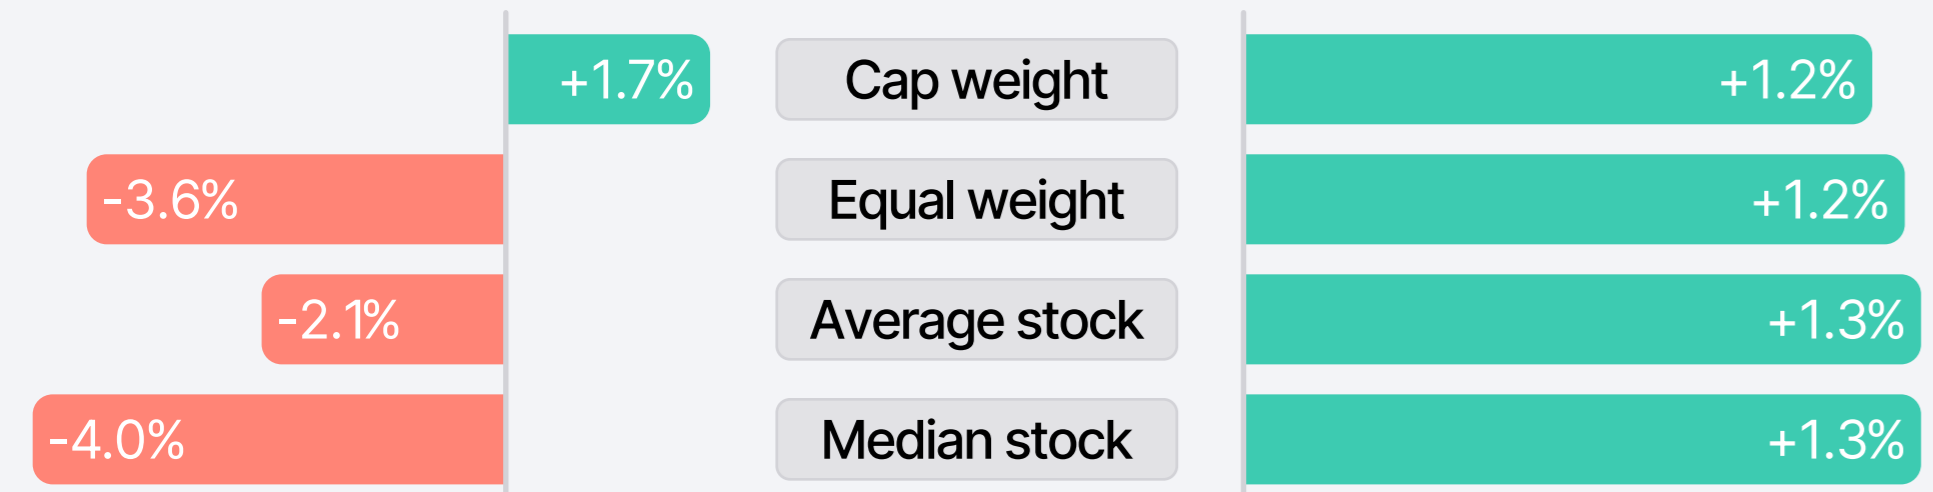 +1.7% Cap weight +1.2%
-3.6% Equal weight +1.2%
-2.1% Average stock +1.3%
-4.0% Median stock +1.3%